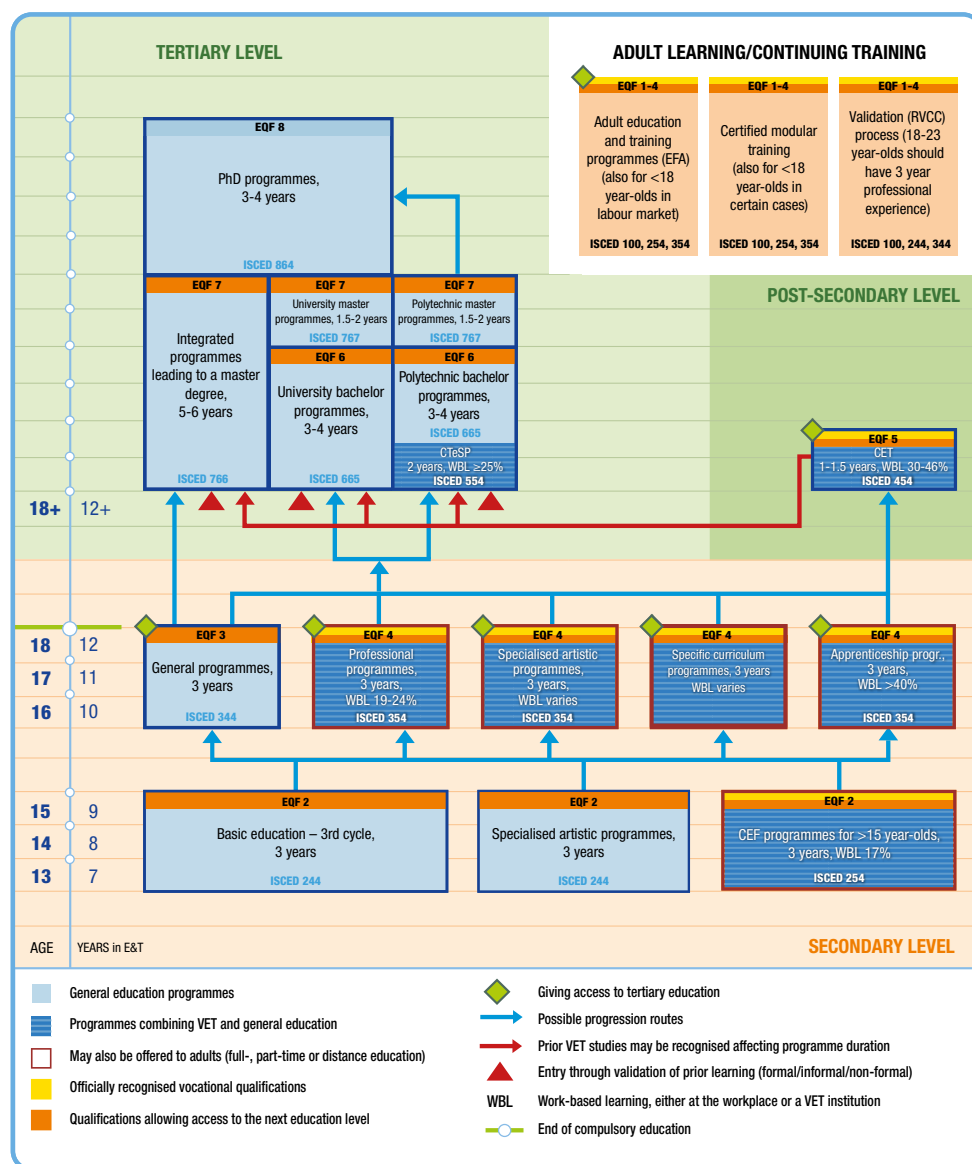 TERTIARY LEVEL
ADULT LEARNING/CONTINUING TRAINING
EQF 1-4
Adult education
and training
programmes (EFA)
(also for <18
year-olds in
labour market)
ISCED 100, 254, 354
EQF 1-4
Certified modular
training
(also for <18
year-olds in
certain cases)
ISCED 100, 254, 354
EQF 1-4
Validation (RVCC)
process (18-23
year-olds should
have 3 year
professional
experience)
ISCED 100, 244, 344
EQF 8
PhD programmes,
3-4 years
ISCED 864
POST-SECONDARY LEVEL
EQF 7
Integrated
programmes
leading to a master
degree,
5-6 years
ISCED 766
EQF 7
University master
programmes, 1.5-2 years
ISCED 767
EQF 7
Polytechnic master
programmes, 1.5-2 years
ISCED 767
EQF 6
University bachelor
programmes,
3-4 years
ISCED 665
EQF 6
Polytechnic bachelor
programmes,
3-4 years
ISCED 665
CTeSP
2 years, WBL ≥25%
ISCED 554
EQF 5
CET
1-1.5 years, WBL 30-46%
ISCED 454
18+ 12+
18 12
17 11
16 10
EQF 3
General programmes,
3 years
ISCED 344
EQF 4
Professional
programmes,
3 years,
WBL 19-24%
ISCED 354
EQF 4
Specialised artistic
programmes,
3 years,
WBL varies
ISCED 354
EQF 4
Specific curriculum
programmes, 3 years
WBL varies
EQF 4
Apprenticeship progr.,
3 years,
WBL >40%
ISCED 354
15 9
14 8
13 7
EQF 2
Basic education – 3rd cycle,
3 years
ISCED 244
EQF 2
Specialised artistic programmes,
3 years
ISCED 244
EQF 2
CEF programmes for >15 year-olds,
3 years, WBL 17%
ISCED 254
AGE YEARS in E&T
SECONDARY LEVEL
General education programmes
Programmes combining VET and general education
May also be offered to adults (full-, part-time or distance education)
Officially recognised vocational qualifications
Qualifications allowing access to the next education level
Giving access to tertiary education
Possible progression routes
Prior VET studies may be recognised affecting programme duration
Entry through validation of prior learning (formal/informal/non-formal)
WBL Work-based learning, either at the workplace or a VET institution
End of compulsory education